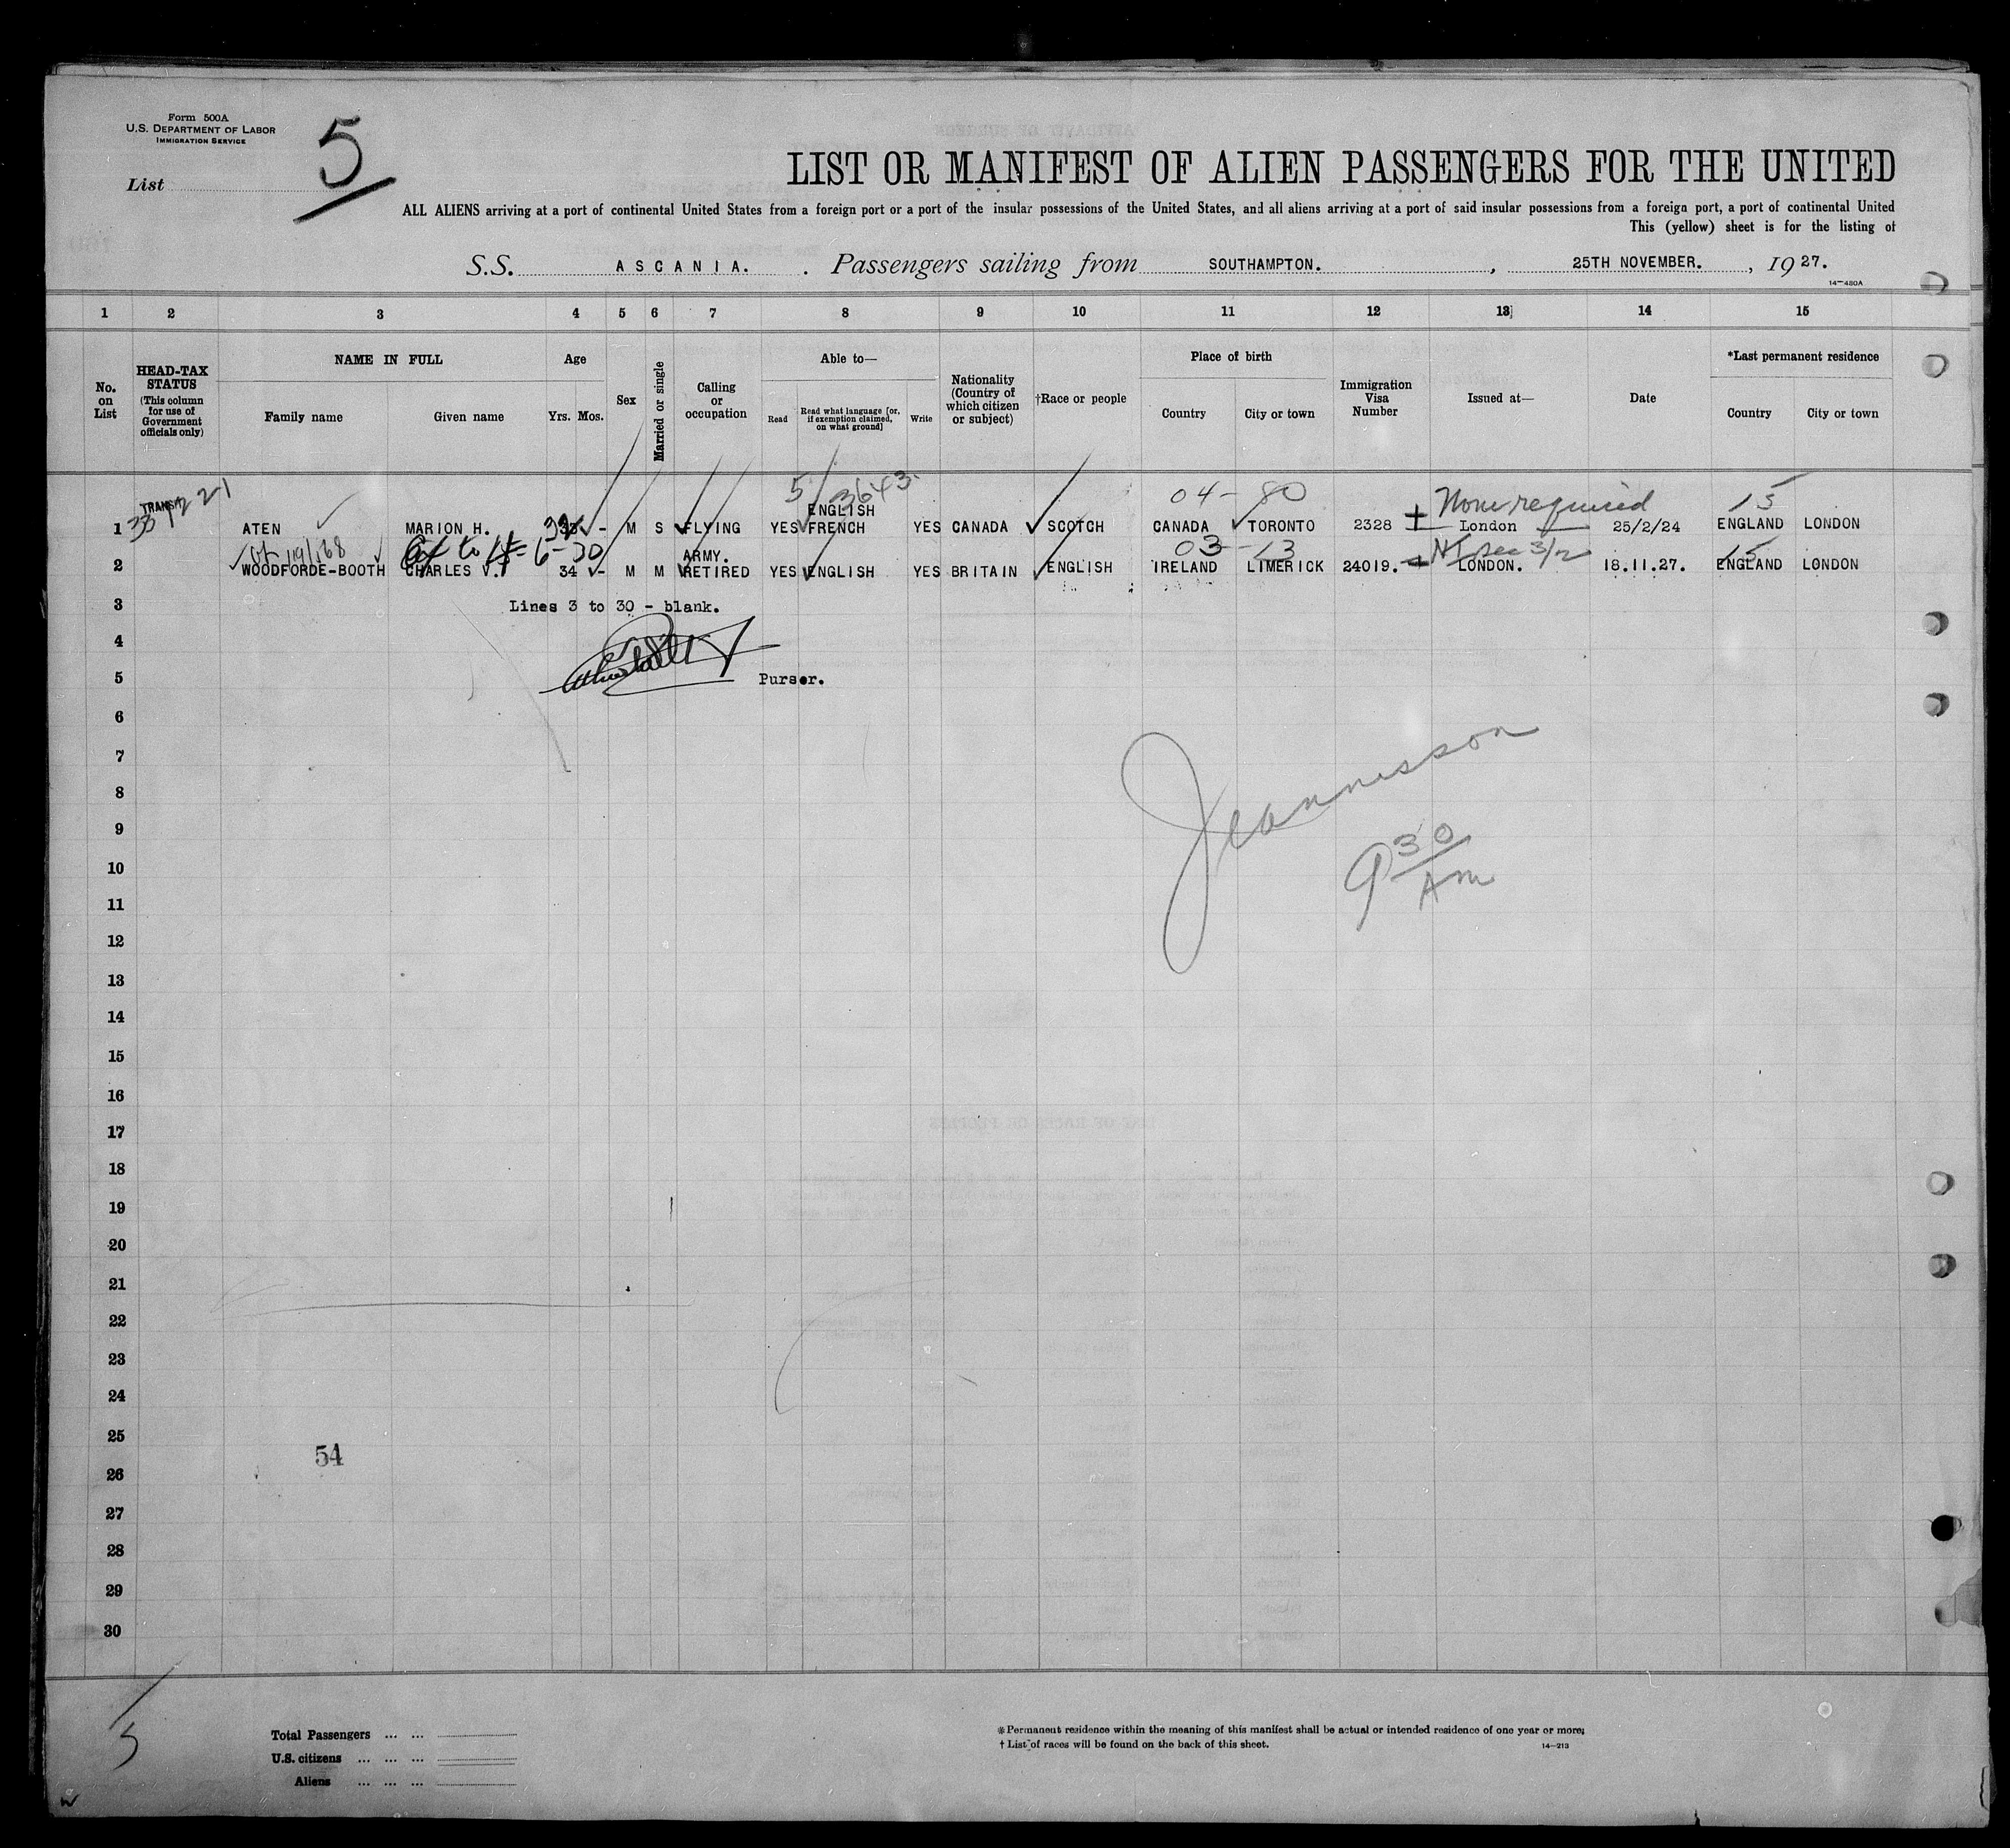 Form 500A
U.S. DEPARTMENT OF LABOR
IMMIGRATION SERVICE
List 5
LIST OR MANIFEST OF ALIEN PASSENGERS FOR THE UNITED
ALL ALIENS arriving at a port of continental United States from a foreign port or a port of the insular possessions of the United States, and all aliens arriving at a port of said insular possessions from a foreign port, a port of continental United
This (yellow) sheet is for the listing of
S.S. ASCANIA. Passengers sailing from SOUTHAMPTON. , 25TH NOVEMBER. , 1927.
14-480A
1 2 3 4 5 6 7 8 9 10 11 12 13 14 15
No. on List
HEAD-TAX STATUS (This column for use of Government officials only)
NAME IN FULL
Family name Given name
Age
Yrs. Mos.
Sex
Married or single
Calling or occupation
Able to—
Read Read what language [or, if exemption claimed, on what ground] Write
Nationality (Country of which citizen or subject)
†Race or people
Place of birth
Country City or town
Immigration Visa Number
Issued at—
Date
*Last permanent residence
Country City or town
5/3643 04-80 None required 15
TRANSIT ENGLISH
1 ATEN MARION H. - M S FLYING YES FRENCH YES CANADA SCOTCH CANADA TORONTO 2328 London 25/2/24 ENGLAND LONDON
6-30 ARMY. 03-13 15
2 WOODFORDE-BOOTH CHARLES V. 34 - M M RETIRED YES ENGLISH YES BRITAIN ENGLISH IRELAND LIMERICK 24019. LONDON. 18.11.27. ENGLAND LONDON
3 Lines 3 to 30 - blank.
4
5 Purser.
6
7 Jeannisson
8
9
10 9 30 AM
11
12
13
14
15
16
17
18
19
20
21
22
23
24
25
54
26
27
28
29
30
5
Total Passengers ... ...
U.S. citizens ... ... ...
Aliens ... ... ...
*Permanent residence within the meaning of this manifest shall be actual or intended residence of one year or more;
† List of races will be found on the back of this sheet.
14-213